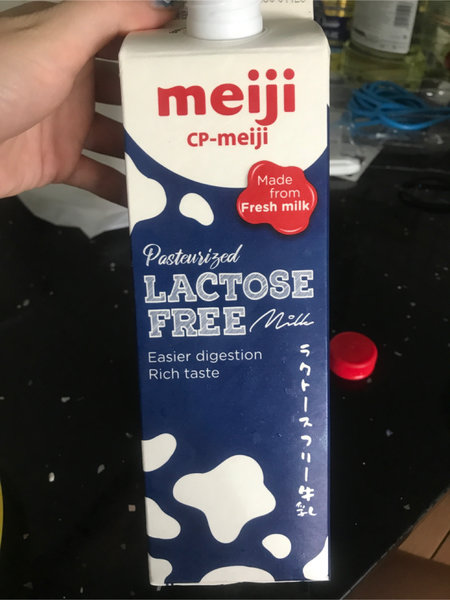 meiji
CP-meiji
Made
from
Fresh milk
Pasteurized
LACTOSE
FREE Milk
Easier digestion
Rich taste
ラクトースフリー牛乳